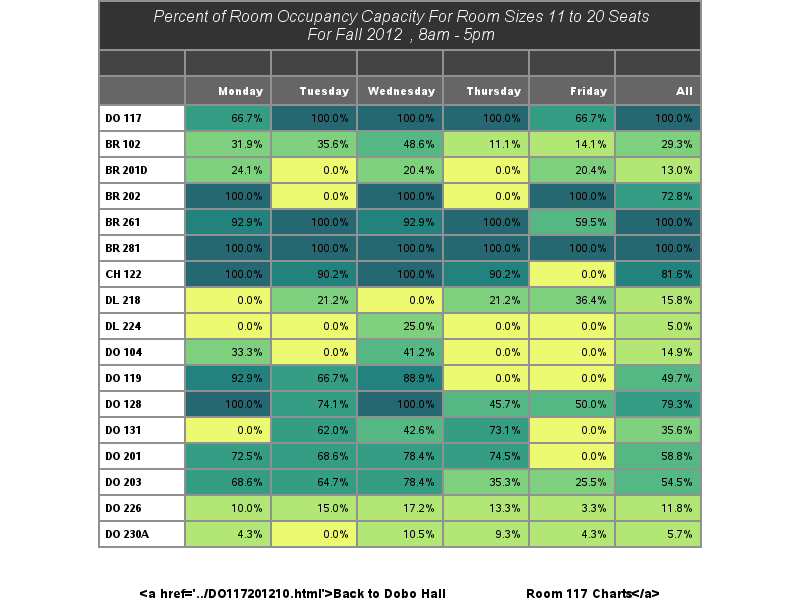 Percent of Room Occupancy Capacity For Room Sizes 11 to 20 Seats
For Fall 2012 , 8am - 5pm
Monday Tuesday Wednesday Thursday Friday All
DO 117 66.7% 100.0% 100.0% 100.0% 66.7% 100.0%
BR 102 31.9% 35.6% 48.6% 11.1% 14.1% 29.3%
BR 201D 24.1% 0.0% 20.4% 0.0% 20.4% 13.0%
BR 202 100.0% 0.0% 100.0% 0.0% 100.0% 72.8%
BR 261 92.9% 100.0% 92.9% 100.0% 59.5% 100.0%
BR 281 100.0% 100.0% 100.0% 100.0% 100.0% 100.0%
CH 122 100.0% 90.2% 100.0% 90.2% 0.0% 81.6%
DL 218 0.0% 21.2% 0.0% 21.2% 36.4% 15.8%
DL 224 0.0% 0.0% 25.0% 0.0% 0.0% 5.0%
DO 104 33.3% 0.0% 41.2% 0.0% 0.0% 14.9%
DO 119 92.9% 66.7% 88.9% 0.0% 0.0% 49.7%
DO 128 100.0% 74.1% 100.0% 45.7% 50.0% 79.3%
DO 131 0.0% 62.0% 42.6% 73.1% 0.0% 35.6%
DO 201 72.5% 68.6% 78.4% 74.5% 0.0% 58.8%
DO 203 68.6% 64.7% 78.4% 35.3% 25.5% 54.5%
DO 226 10.0% 15.0% 17.2% 13.3% 3.3% 11.8%
DO 230A 4.3% 0.0% 10.5% 9.3% 4.3% 5.7%
<a href='../DO117201210.html'>Back to Dobo Hall Room 117 Charts</a>